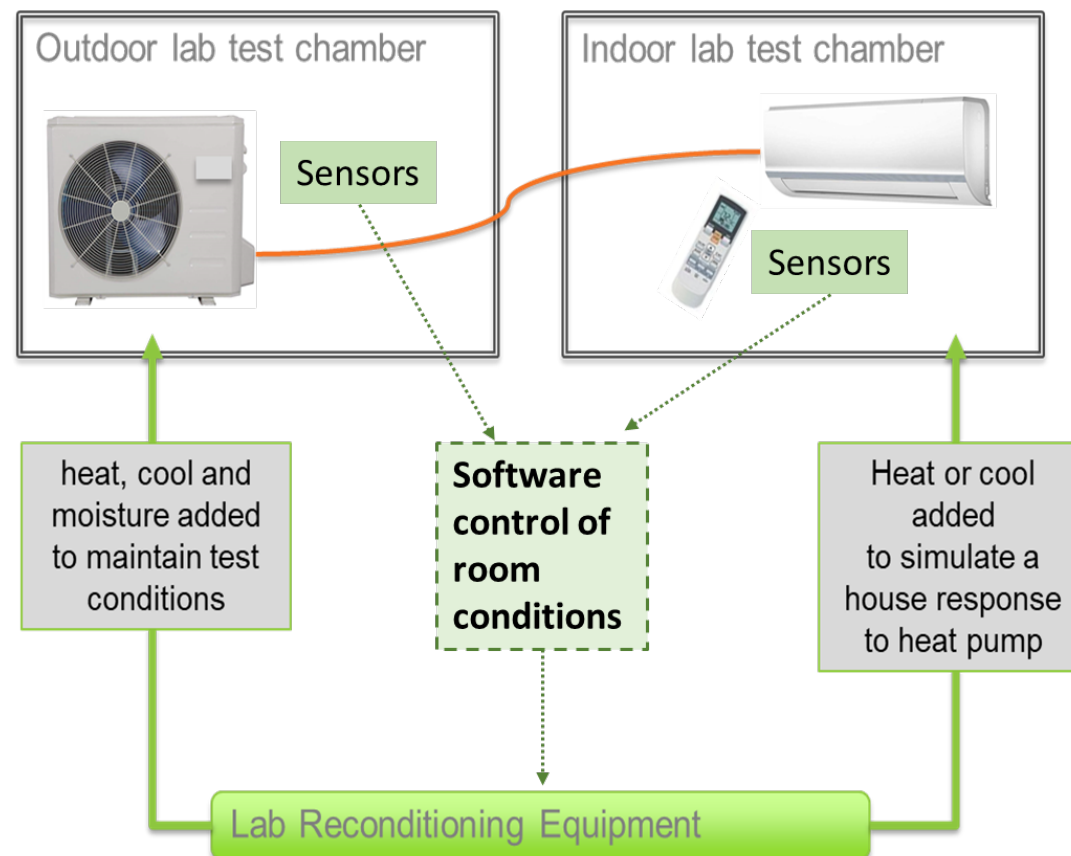 Outdoor lab test chamber
Indoor lab test chamber
Sensors
Sensors
heat, cool and
moisture added
to maintain test
conditions
Software
control of
room
conditions
Heat or cool
added
to simulate a
house response
to heat pump
Lab Reconditioning Equipment